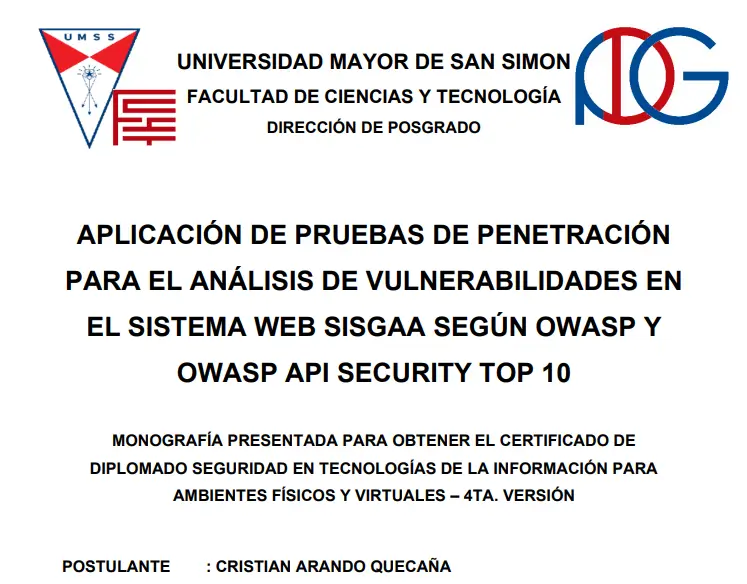 UMSS
UNIVERSIDAD MAYOR DE SAN SIMON
FACULTAD DE CIENCIAS Y TECNOLOGÍA
DIRECCIÓN DE POSGRADO
PDG
APLICACIÓN DE PRUEBAS DE PENETRACIÓN
PARA EL ANÁLISIS DE VULNERABILIDADES EN
EL SISTEMA WEB SISGAA SEGÚN OWASP Y
OWASP API SECURITY TOP 10
MONOGRAFÍA PRESENTADA PARA OBTENER EL CERTIFICADO DE
DIPLOMADO SEGURIDAD EN TECNOLOGÍAS DE LA INFORMACIÓN PARA
AMBIENTES FÍSICOS Y VIRTUALES – 4TA. VERSIÓN
POSTULANTE : CRISTIAN ARANDO QUECAÑA